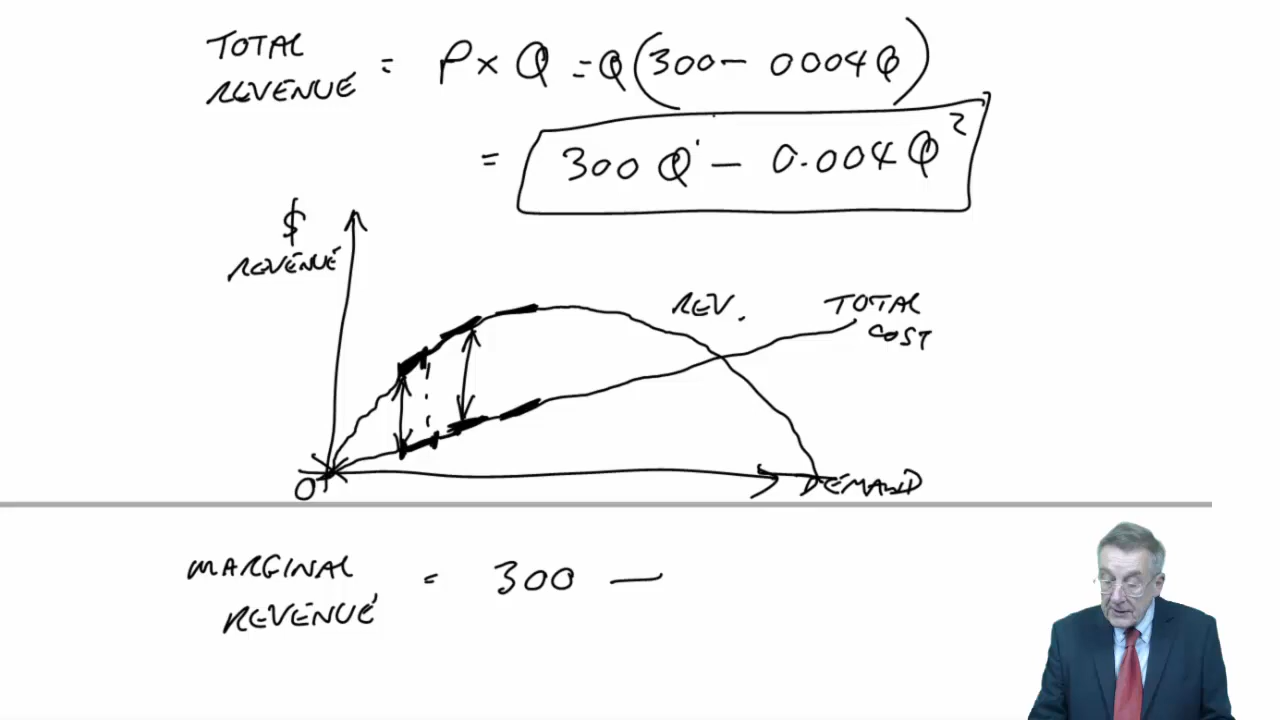 TOTAL
REVENUE = P × Q = Q(300 - 0004Q)
= 300Q - 0.004Q²
$
REVENUE
REV.
TOTAL
COST
0
DEMAND
MARGINAL
REVENUE = 300 -